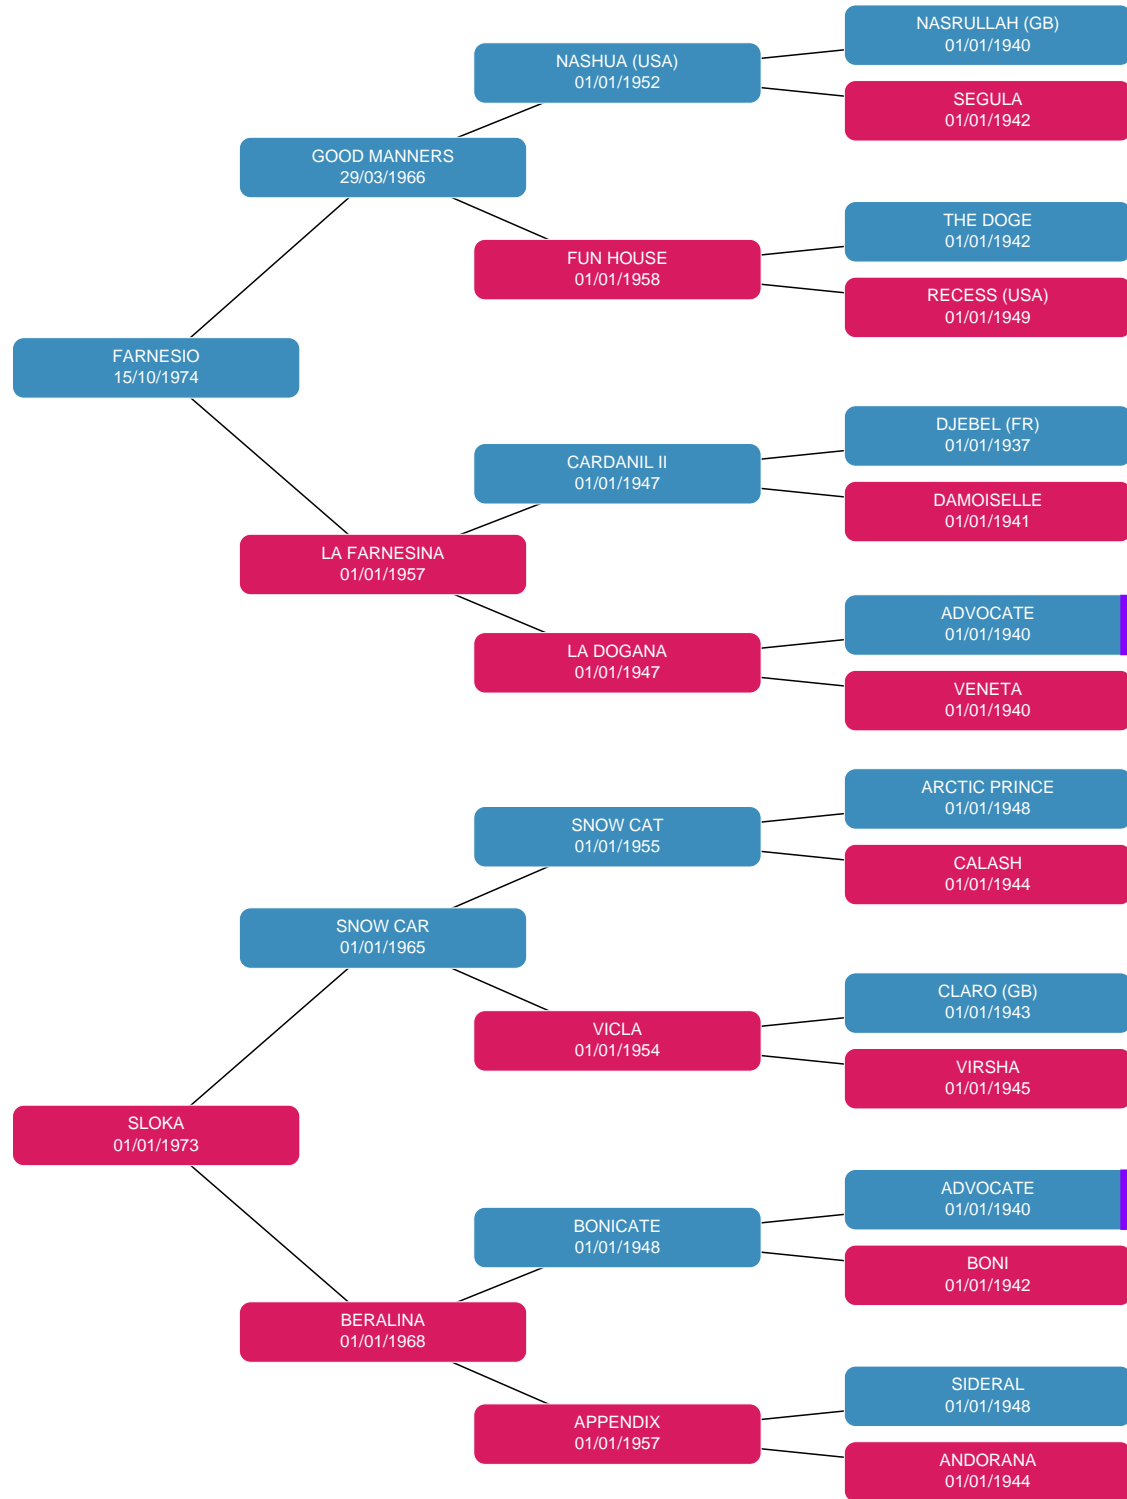 NASRULLAH (GB)
01/01/1940
NASHUA (USA)
01/01/1952
SEGULA
01/01/1942
GOOD MANNERS
29/03/1966
THE DOGE
01/01/1942
FUN HOUSE
01/01/1958
RECESS (USA)
01/01/1949
FARNESIO
15/10/1974
DJEBEL (FR)
01/01/1937
CARDANIL II
01/01/1947
DAMOISELLE
01/01/1941
LA FARNESINA
01/01/1957
ADVOCATE
01/01/1940
LA DOGANA
01/01/1947
VENETA
01/01/1940
ARCTIC PRINCE
01/01/1948
SNOW CAT
01/01/1955
CALASH
01/01/1944
SNOW CAR
01/01/1965
CLARO (GB)
01/01/1943
VICLA
01/01/1954
VIRSHA
01/01/1945
SLOKA
01/01/1973
ADVOCATE
01/01/1940
BONICATE
01/01/1948
BONI
01/01/1942
BERALINA
01/01/1968
SIDERAL
01/01/1948
APPENDIX
01/01/1957
ANDORANA
01/01/1944